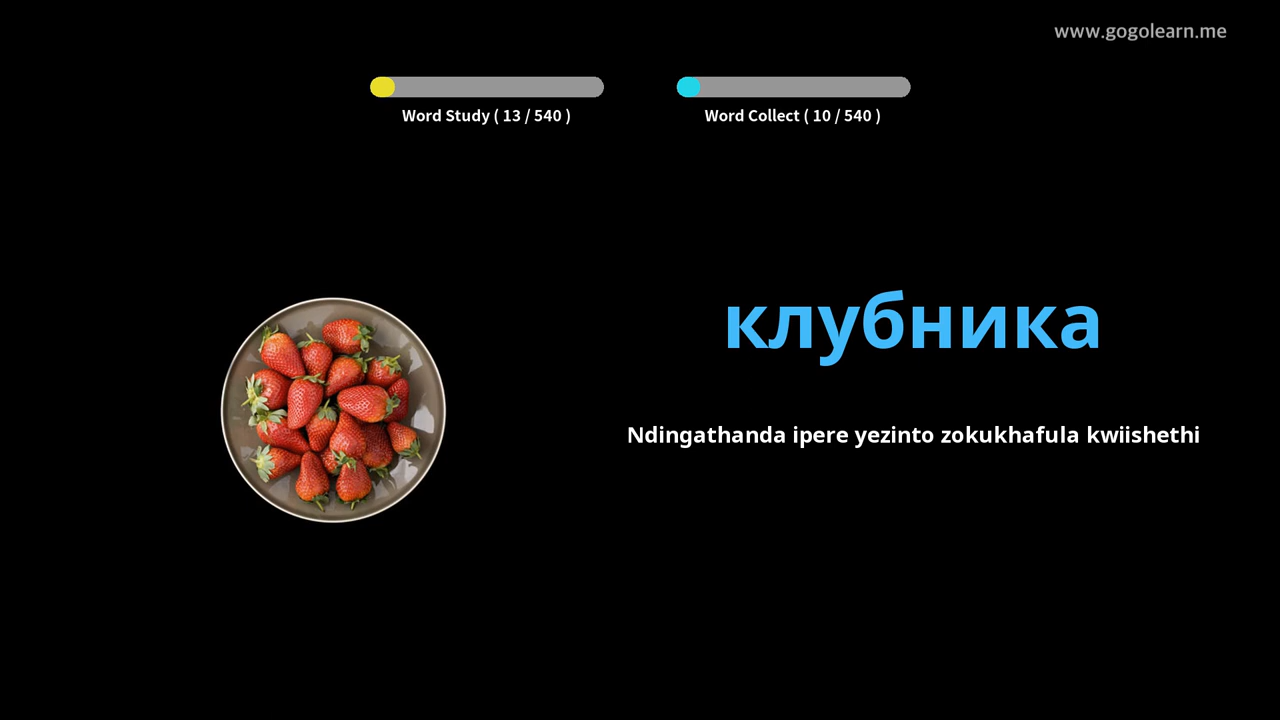 www.gogolearn.me
Word Study ( 13 / 540 )
Word Collect ( 10 / 540 )
клубника
Ndingathanda ipere yezinto zokukhafula kwiishethi